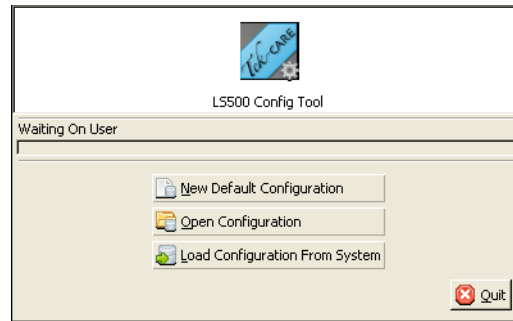 Tek-CARE
LS500 Config Tool
Waiting On User
New Default Configuration
Open Configuration
Load Configuration From System
Quit